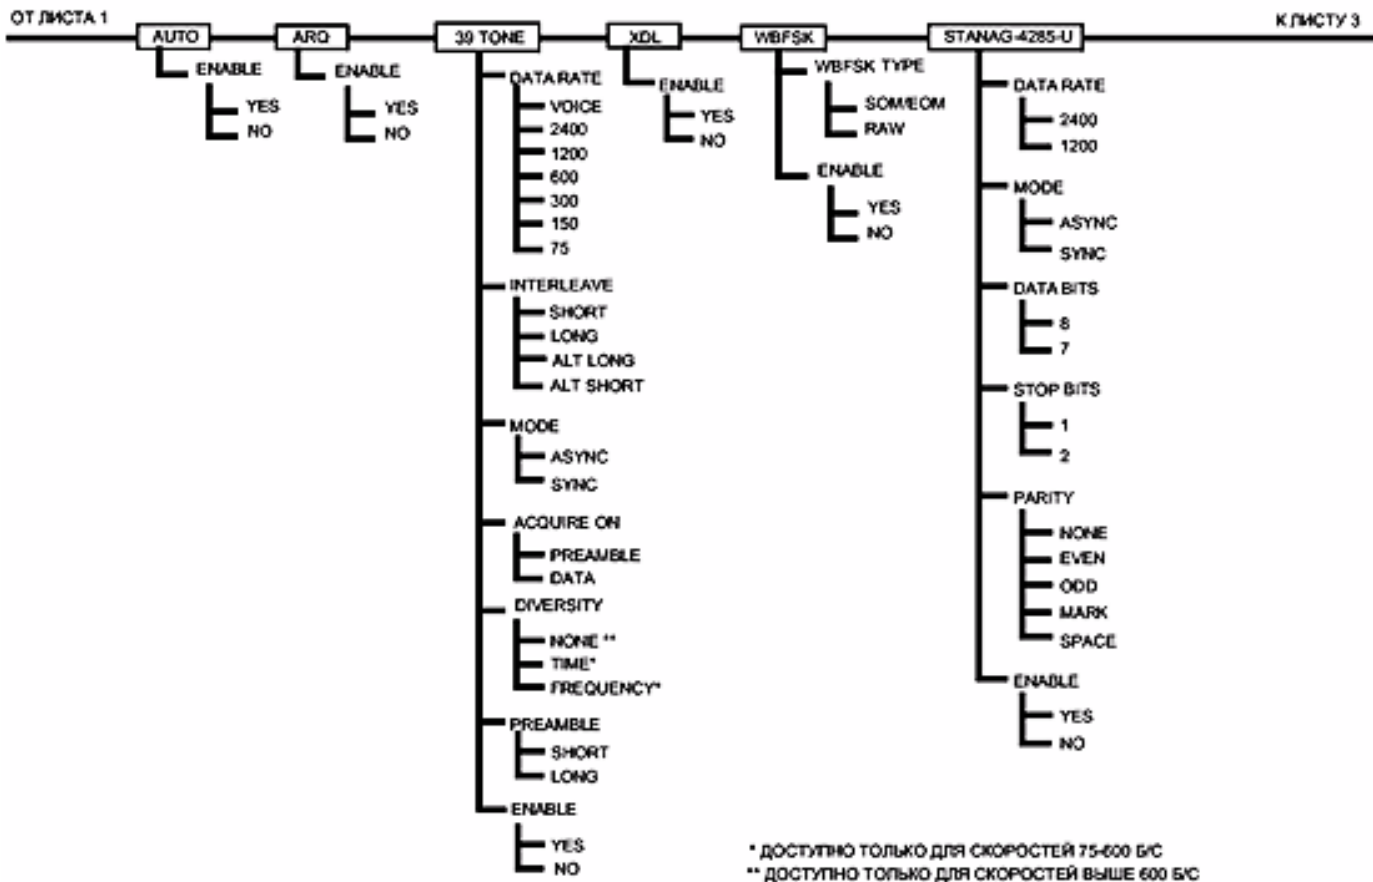 ОТ ЛИСТА 1
К ЛИСТУ 3
AUTO
ENABLE
YES
NO
ARQ
ENABLE
YES
NO
39 TONE
DATA RATE
VOICE
2400
1200
600
300
150
75
INTERLEAVE
SHORT
LONG
ALT LONG
ALT SHORT
MODE
ASYNC
SYNC
ACQUIRE ON
PREAMBLE
DATA
DIVERSITY
NONE **
TIME*
FREQUENCY*
PREAMBLE
SHORT
LONG
ENABLE
YES
NO
XDL
ENABLE
YES
NO
WBFSK
WBFSK TYPE
SOM/EOM
RAW
ENABLE
YES
NO
STANAG-4285-U
DATA RATE
2400
1200
MODE
ASYNC
SYNC
DATA BITS
8
7
STOP BITS
1
2
PARITY
NONE
EVEN
ODD
MARK
SPACE
ENABLE
YES
NO
* ДОСТУПНО ТОЛЬКО ДЛЯ СКОРОСТЕЙ 75-600 Б/С
** ДОСТУПНО ТОЛЬКО ДЛЯ СКОРОСТЕЙ ВЫШЕ 600 Б/С